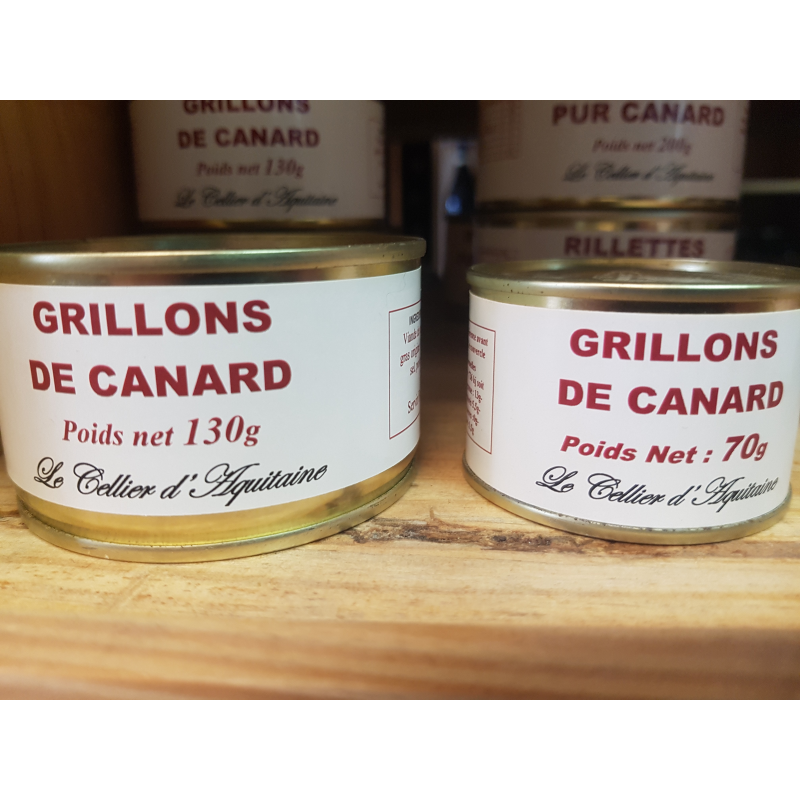 GRILLONS
DE CANARD
Poids net 130g
Le Cellier d'Aquitaine
PUR CANARD
Poids net 200g
Le Cellier d'Aquitaine
RILLETTES
GRILLONS
DE CANARD
Poids net 130g
Le Cellier d'Aquitaine
GRILLONS
DE CANARD
Poids Net : 70g
Le Cellier d'Aquitaine